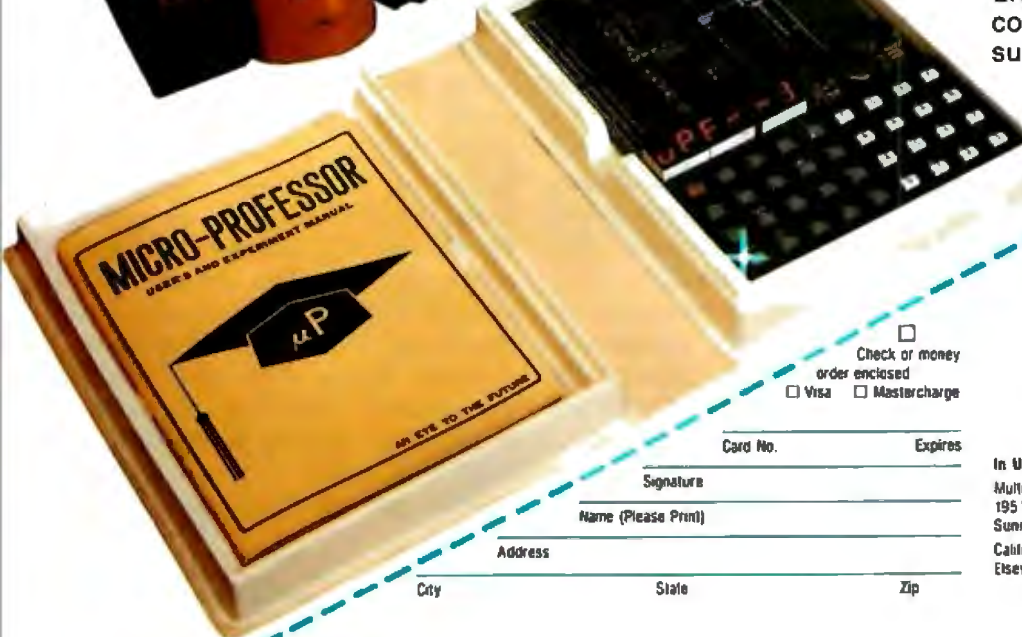 co
su
uPF--1
MICRO-PROFESSOR
USER'S AND EXPERIMENT MANUAL
μP
AN EYE TO THE FUTURE
☐
Check or money
order enclosed
☐ Visa ☐ Mastercharge
Card No. Expires
Signature
Name (Please Print)
Address
City State Zip
In U
Mult
195
Sunn
Calif
Elsew